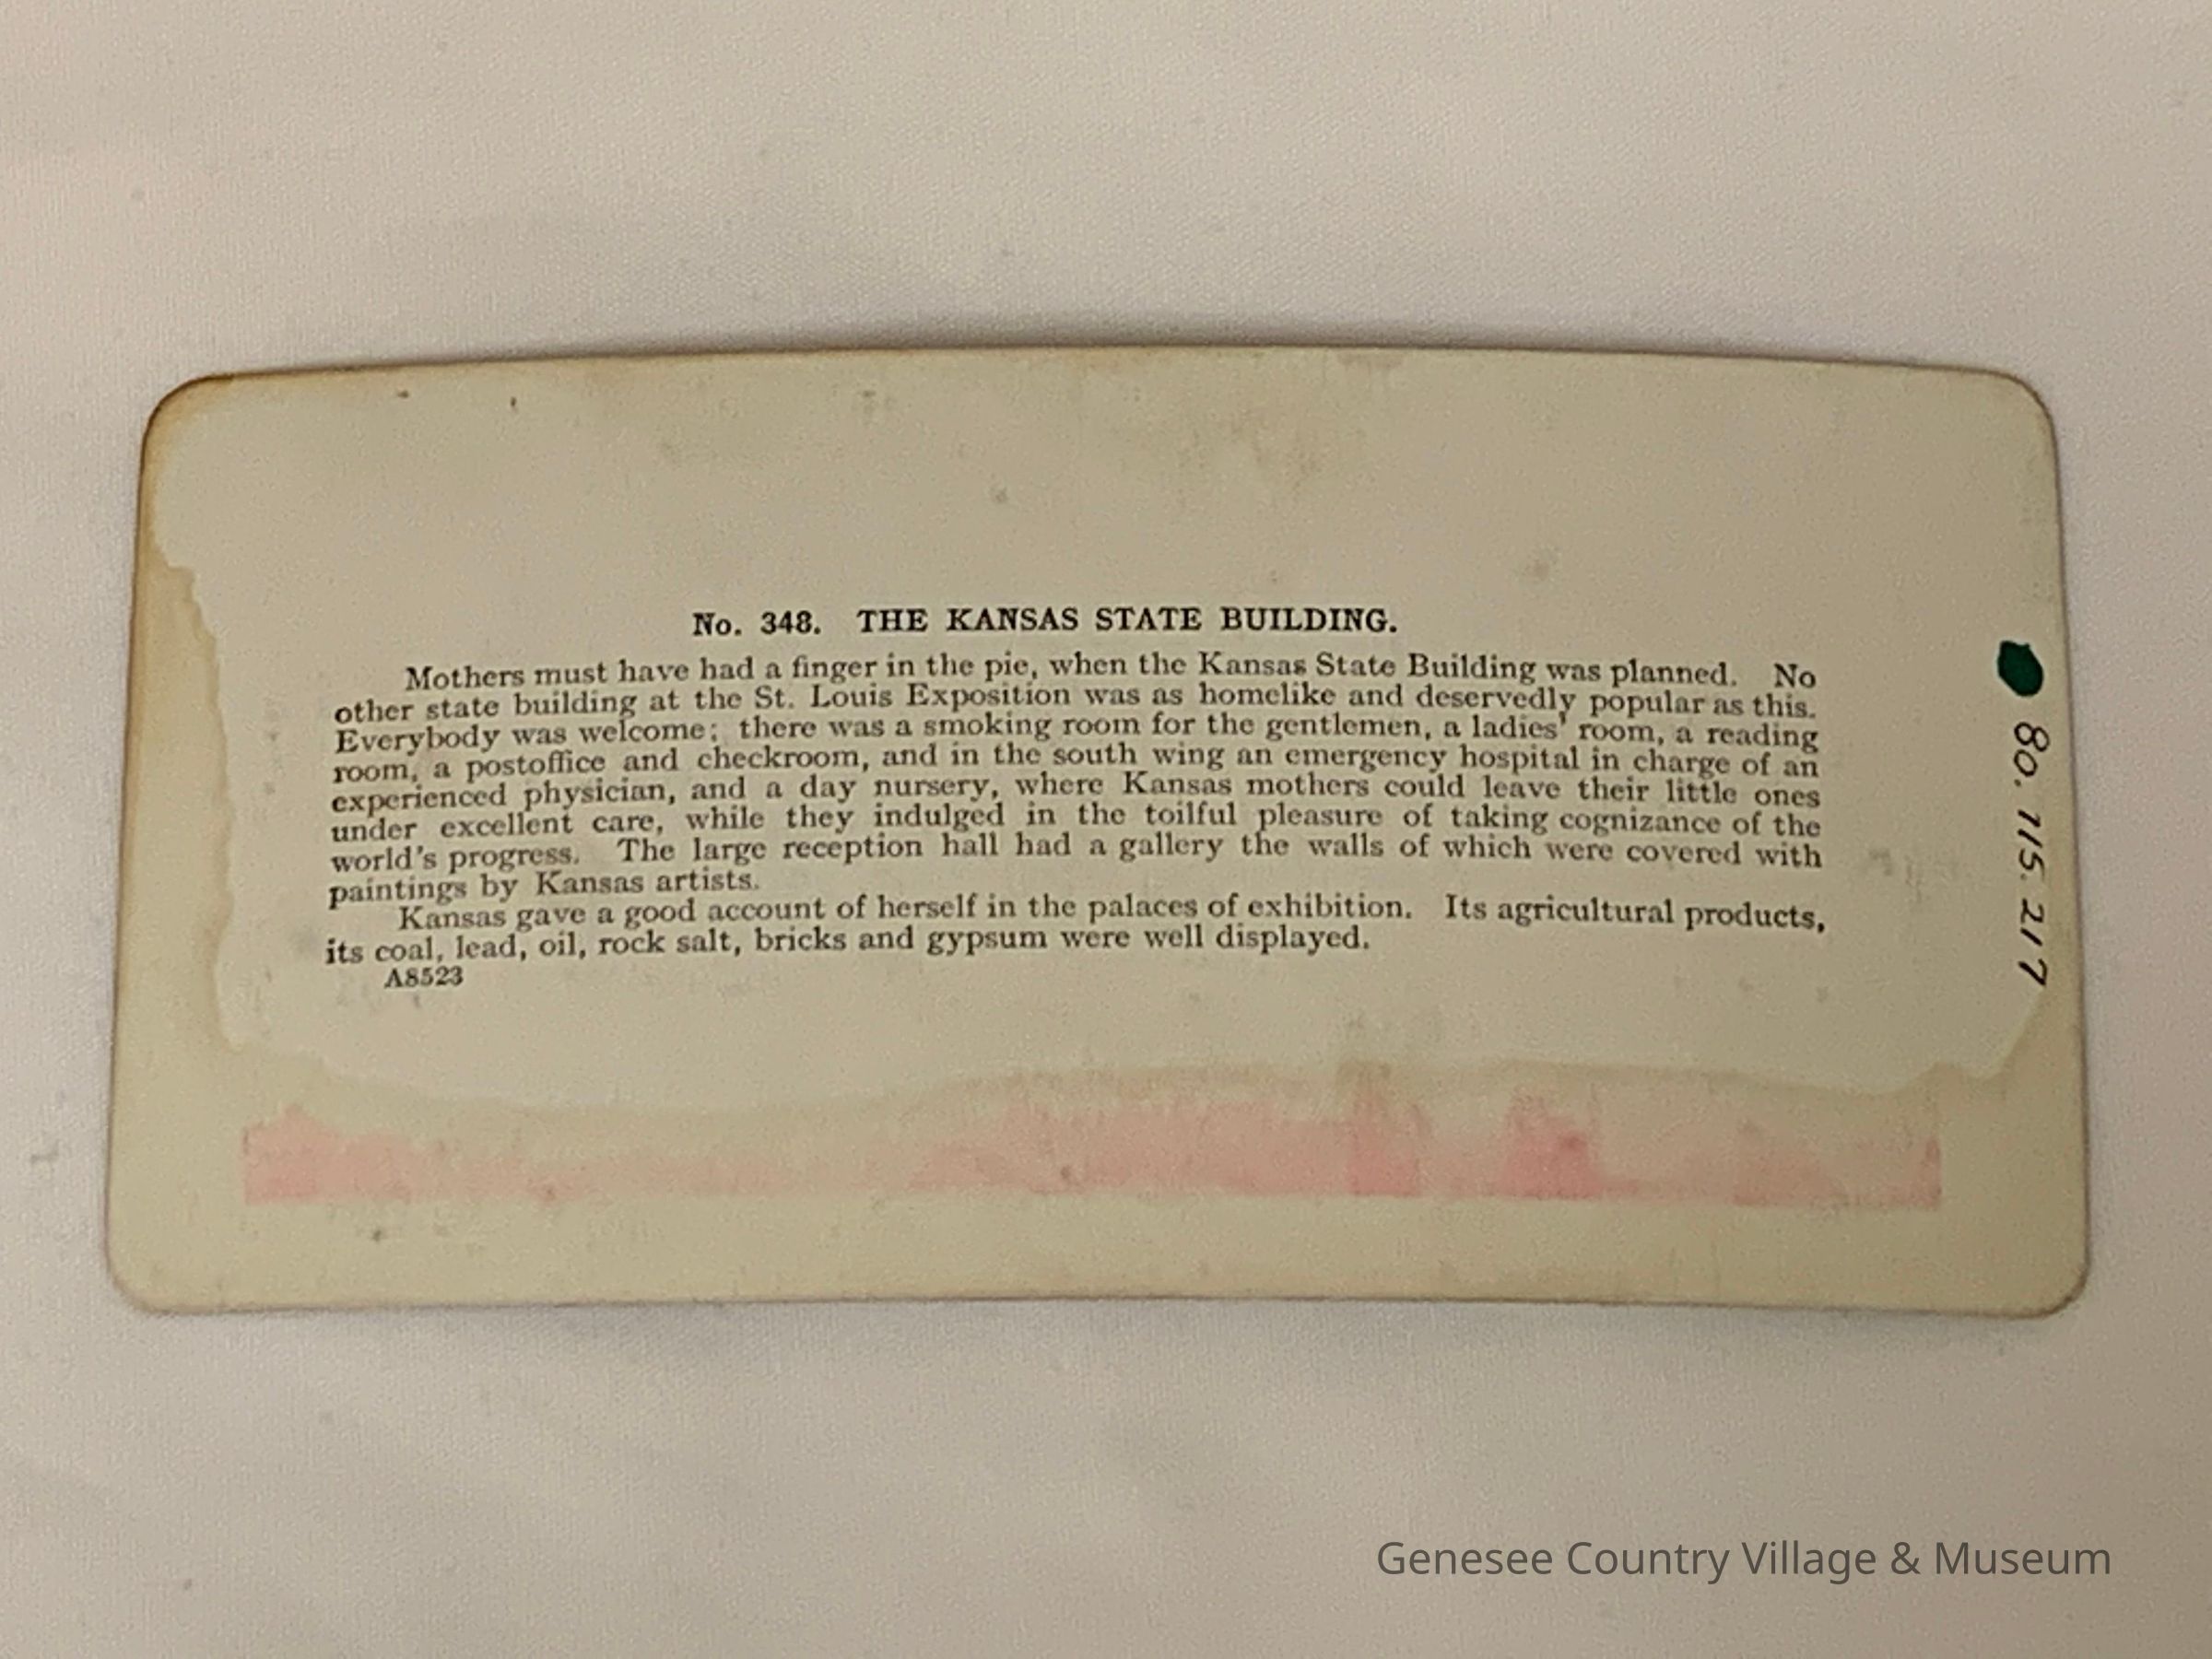 No. 348. THE KANSAS STATE BUILDING.
Mothers must have had a finger in the pie, when the Kansas State Building was planned. No
other state building at the St. Louis Exposition was as homelike and deservedly popular as this.
Everybody was welcome; there was a smoking room for the gentlemen, a ladies' room, a reading
room, a postoffice and checkroom, and in the south wing an emergency hospital in charge of an
experienced physician, and a day nursery, where Kansas mothers could leave their little ones
under excellent care, while they indulged in the toilful pleasure of taking cognizance of the
world's progress. The large reception hall had a gallery the walls of which were covered with
paintings by Kansas artists.
Kansas gave a good account of herself in the palaces of exhibition. Its agricultural products,
its coal, lead, oil, rock salt, bricks and gypsum were well displayed.
A8523
80.715.217
Genesee Country Village & Museum